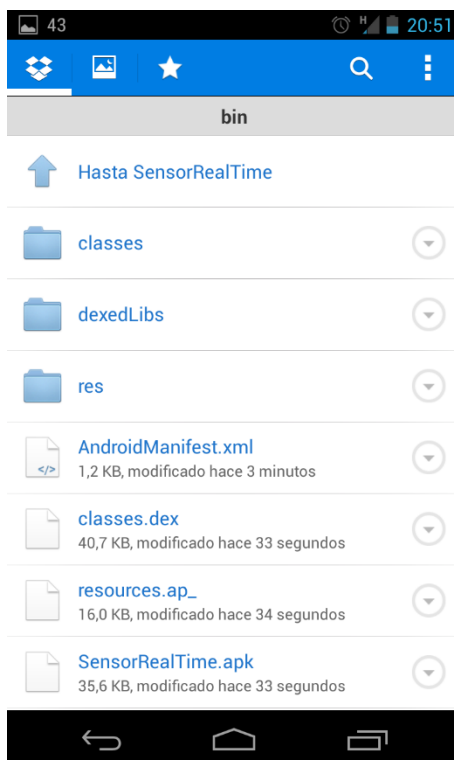 43
H
20:51
bin
Hasta SensorRealTime
classes
dexedLibs
res
</>
AndroidManifest.xml
1,2 KB, modificado hace 3 minutos
classes.dex
40,7 KB, modificado hace 33 segundos
resources.ap_
16,0 KB, modificado hace 34 segundos
SensorRealTime.apk
35,6 KB, modificado hace 33 segundos